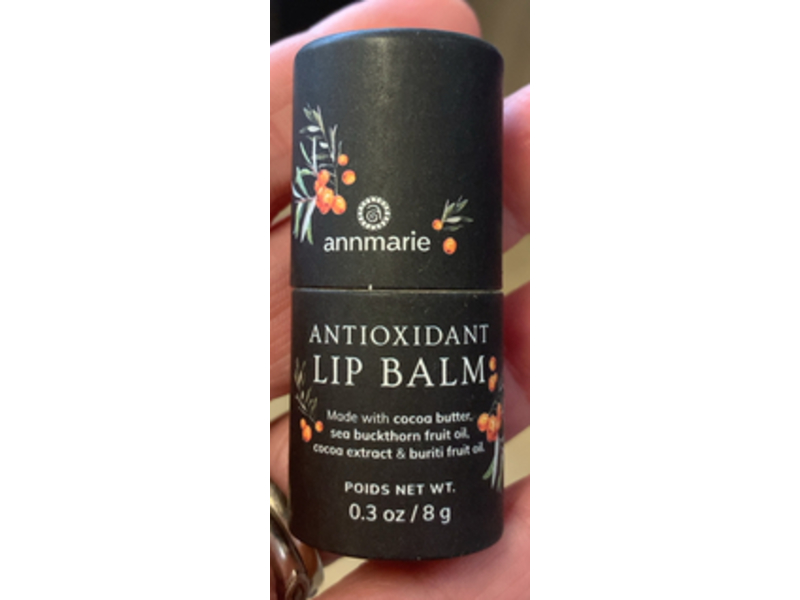 annmarie
ANTIOXIDANT
LIP BALM
Made with cocoa butter,
sea buckthorn fruit oil,
cocoa extract & buriti fruit oil.
POIDS NET WT.
0.3 oz / 8 g